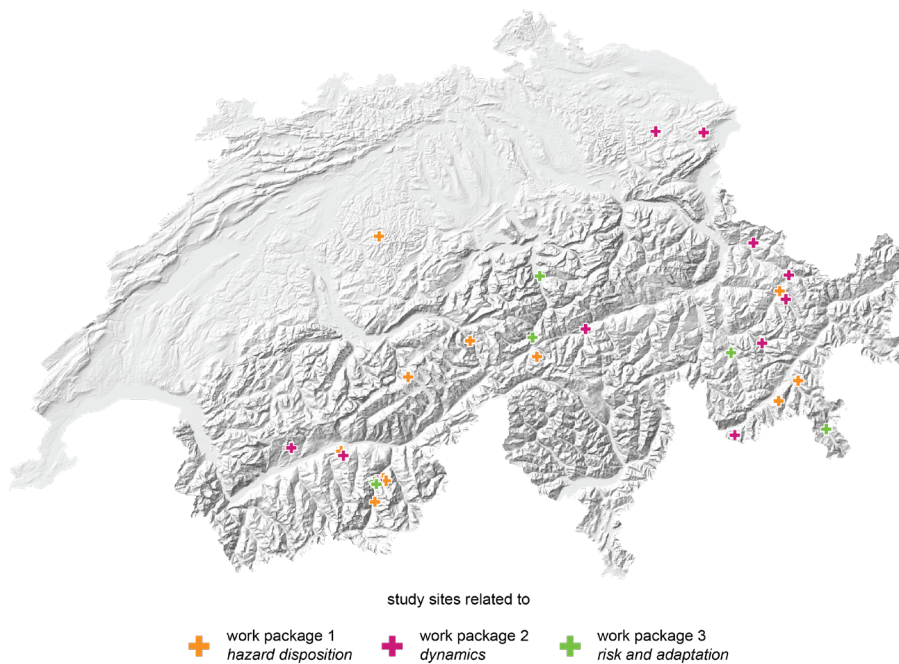 study sites related to
work package 1
hazard disposition
work package 2
dynamics
work package 3
risk and adaptation